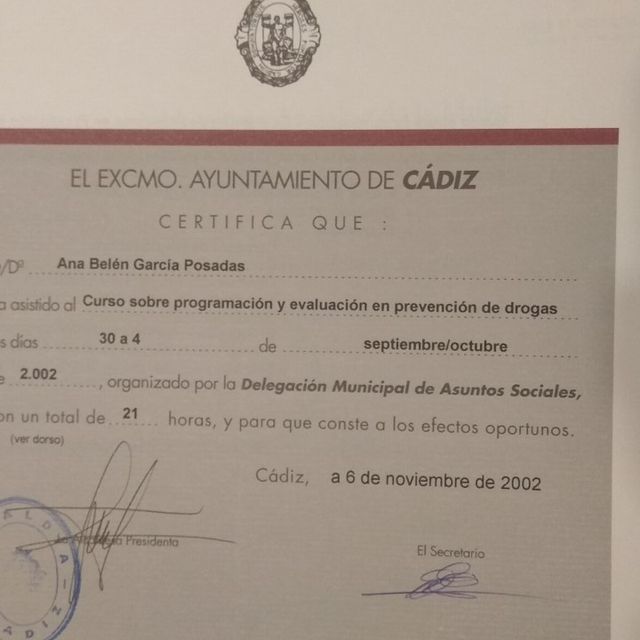 EL EXCMO. AYUNTAMIENTO DE CÁDIZ
CERTIFICA QUE :
/Dª Ana Belén García Posadas
a asistido al Curso sobre programación y evaluación en prevención de drogas
s días 30 a 4 de septiembre/octubre
e 2.002, organizado por la Delegación Municipal de Asuntos Sociales,
on un total de 21 horas, y para que conste a los efectos oportunos.
(ver dorso)
Cádiz, a 6 de noviembre de 2002
Presidenta
El Secretario